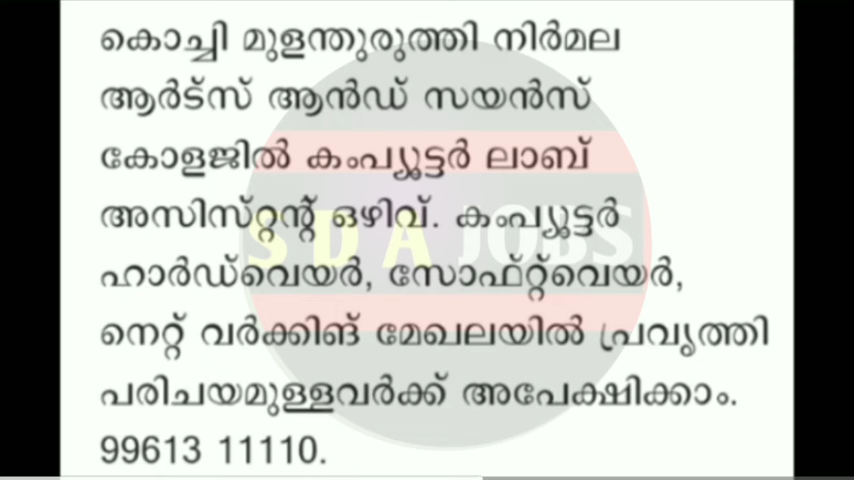 കൊച്ചി മുളന്തുരുത്തി നിർമല
ആർട്സ് ആൻഡ് സയൻസ്
കോളജിൽ കംപ്യൂട്ടർ ലാബ്
അസിസ്റ്റന്റ് ഒഴിവ്. കംപ്യൂട്ടർ
SDA JOBS
ഹാർഡ്‌വെയർ, സോഫ്റ്റ്‌വെയർ,
നെറ്റ് വർക്കിങ് മേഖലയിൽ പ്രവൃത്തി
പരിചയമുള്ളവർക്ക് അപേക്ഷിക്കാം.
99613 11110.